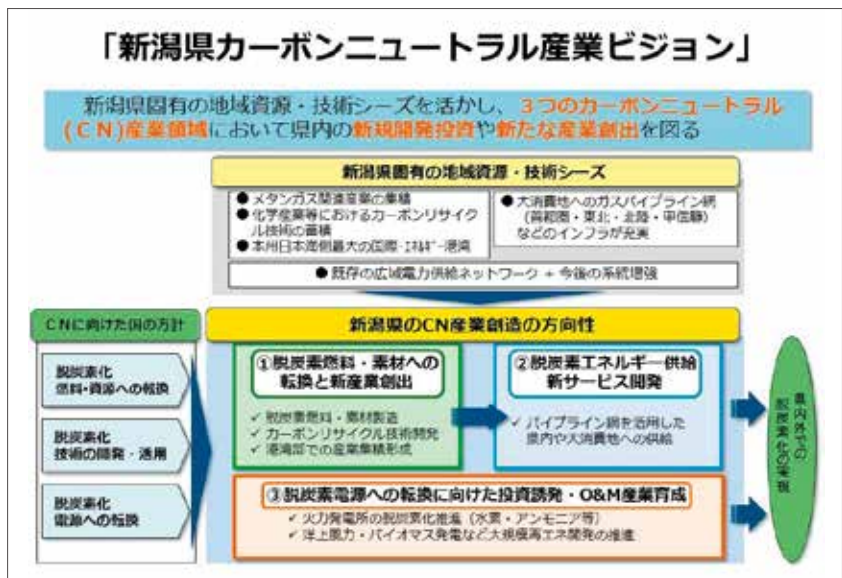 「新潟県カーボンニュートラル産業ビジョン」
新潟県固有の地域資源・技術シーズを活かし、３つのカーボンニュートラル
(ＣＮ)産業領域において県内の新規開発投資や新たな産業創出を図る
新潟県固有の地域資源・技術シーズ
● メタンガス関連産業の集積
● 化学産業等におけるカーボンリサイク
ル技術の蓄積
● 本州日本海側最大の国際・ｴﾈﾙｷﾞｰ港湾
● 大消費地へのガスパイプライン網
（首都圏・東北・北陸・甲信越）
などのインフラが充実
● 既存の広域電力供給ネットワーク + 今後の系統増強
ＣＮに向けた国の方針
脱炭素化
燃料・資源への転換
脱炭素化
技術の開発・活用
脱炭素化
電源への転換
新潟県のCN産業創造の方向性
①脱炭素燃料・素材への
転換と新産業創出
✓ 脱炭素燃料・素材製造
✓ カーボンリサイクル技術開発
✓ 港湾部での産業集積形成
②脱炭素エネルギー供給
新サービス開発
✓ パイプライン網を活用した
県内や大消費地への供給
③脱炭素電源への転換に向けた投資誘発・O&M産業育成
✓ 火力発電所の脱炭素化推進（水素・アンモニア等）
✓ 洋上風力・バイオマス発電など大規模再エネ開発の推進
県内外での
脱炭素化の実現